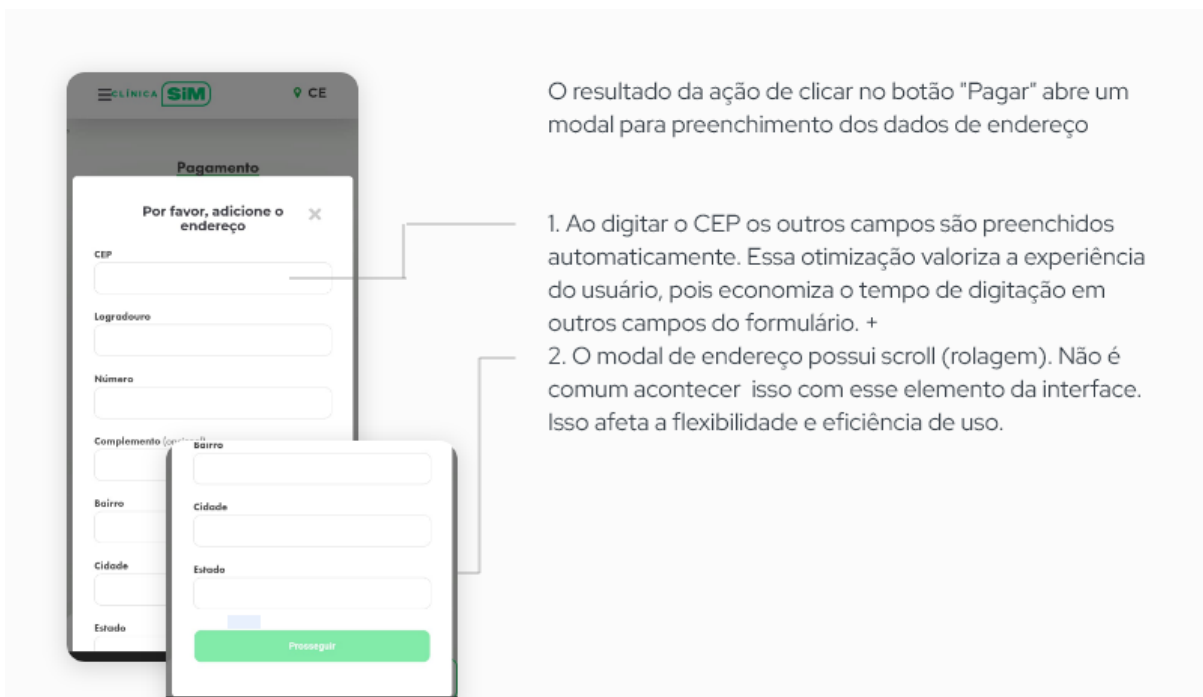 CLÍNICA SiM
CE
Pagamento
Por favor, adicione o
endereço
CEP
Logradouro
Número
Complemento
Bairro
Cidade
Estado
Bairro
Cidade
Estado
Prosseguir
O resultado da ação de clicar no botão "Pagar" abre um
modal para preenchimento dos dados de endereço
1. Ao digitar o CEP os outros campos são preenchidos
automaticamente. Essa otimização valoriza a experiência
do usuário, pois economiza o tempo de digitação em
outros campos do formulário. +
2. O modal de endereço possui scroll (rolagem). Não é
comum acontecer isso com esse elemento da interface.
Isso afeta a flexibilidade e eficiência de uso.